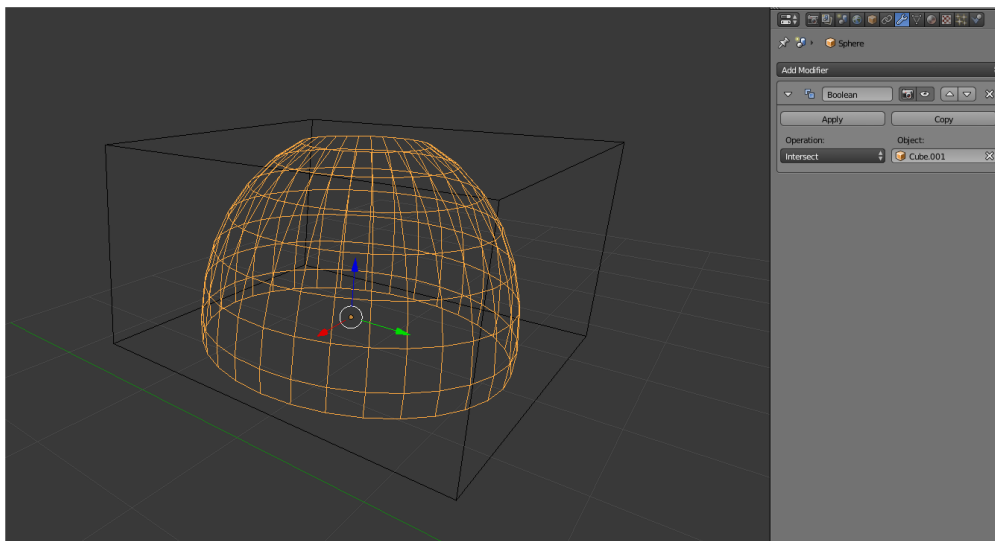 Sphere
Add Modifier
Boolean
Apply Copy
Operation: Object:
Intersect Cube.001